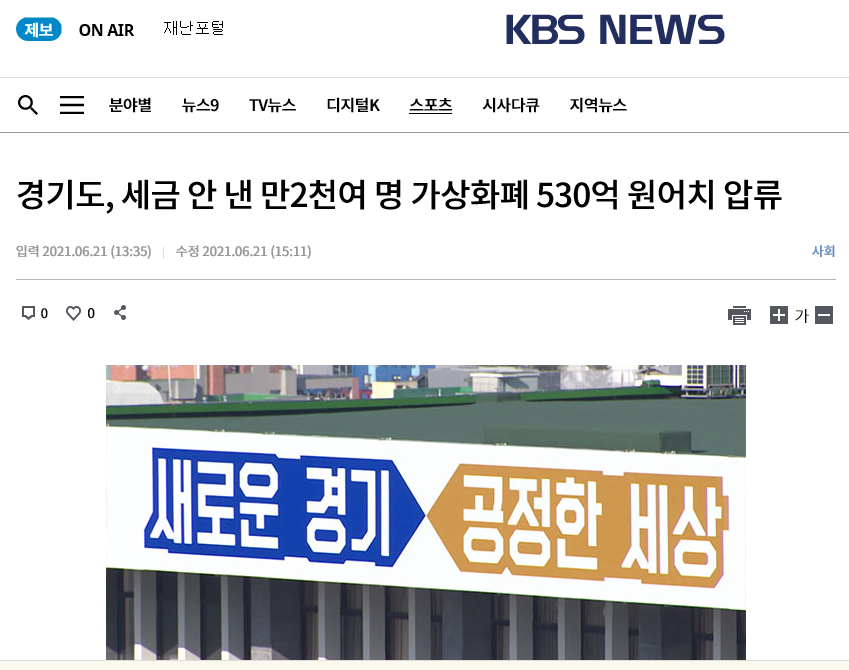 제보 ON AIR 재난포털 KBS NEWS
분야별 뉴스9 TV뉴스 디지털K 스포츠 시사다큐 지역뉴스
경기도, 세금 안 낸 만2천여 명 가상화폐 530억 원어치 압류
입력 2021.06.21 (13:35) 수정 2021.06.21 (15:11) 사회
0 0 가
새로운 경기 공정한 세상